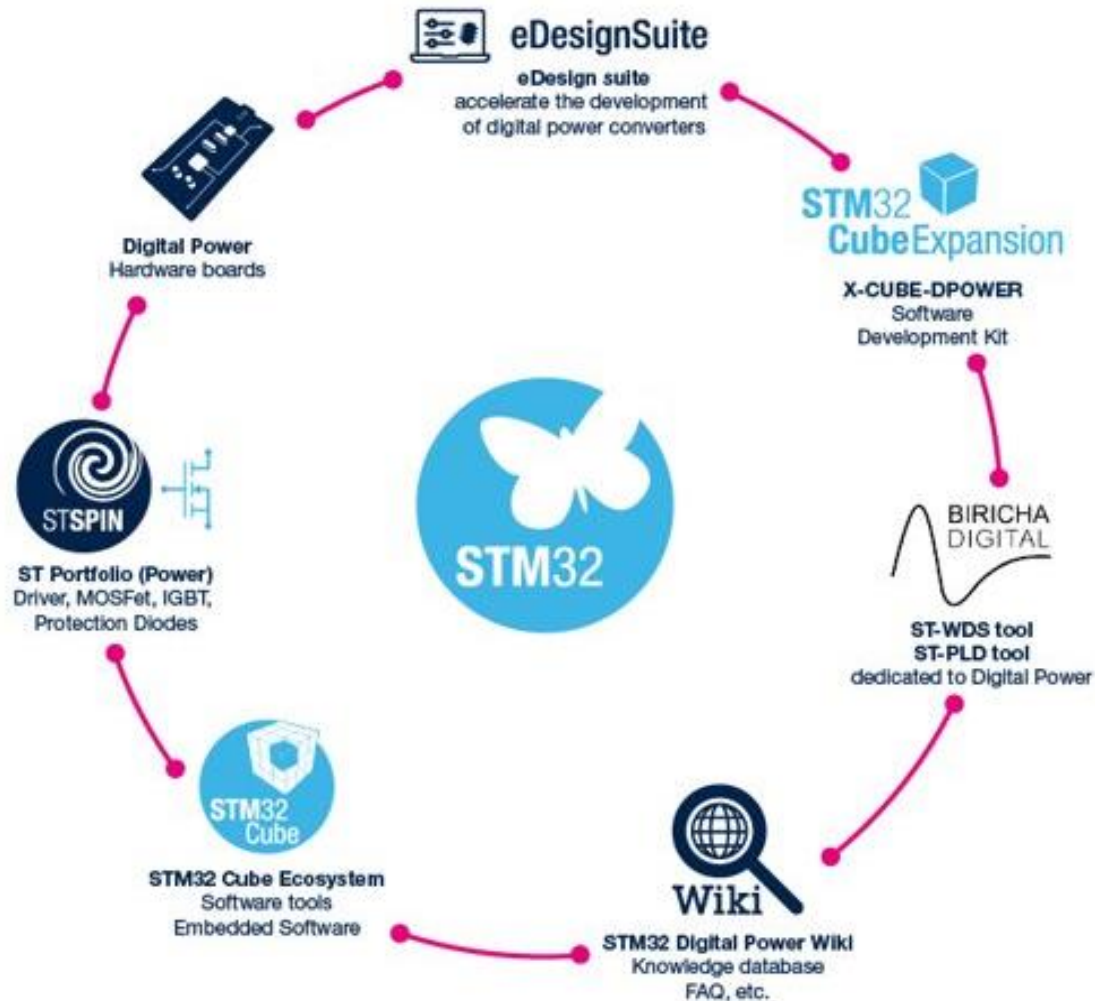 eDesignSuite
eDesign suite
accelerate the development
of digital power converters
STM32
CubeExpansion
X-CUBE-DPOWER
Software
Development Kit
BIRICHA
DIGITAL
ST-WDS tool
ST-PLD tool
dedicated to Digital Power
Wiki
STM32 Digital Power Wiki
Knowledge database
FAQ, etc.
STM32
Cube
STM32 Cube Ecosystem
Software tools
Embedded Software
STSPIN
ST Portfolio (Power)
Driver, MOSFet, IGBT,
Protection Diodes
Digital Power
Hardware boards
STM32